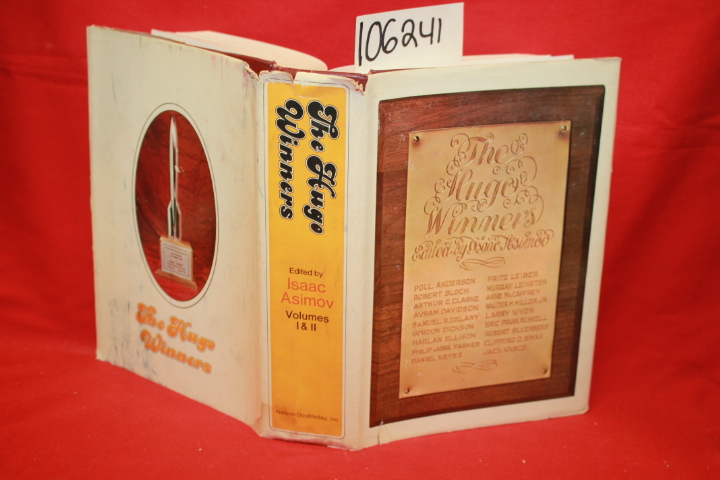 106241
The Hugo
Winners
The Hugo
Winners
Edited by
Isaac
Asimov
Volumes
I & II
Nelson Doubleday, Inc.
The
Hugo
Winners
Edited by Isaac Asimov
POUL ANDERSON
ROBERT BLOCH
ARTHUR C. CLARKE
AVRAM DAVIDSON
SAMUEL R. DELANY
GORDON DICKSON
HARLAN ELLISON
PHILIP JOSE FARMER
DANIEL KEYES
FRITZ LEIBER
MURRAY LEINSTER
ANNE McCAFFREY
WALTER M. MILLER, JR.
LARRY NIVEN
ERIC FRANK RUSSELL
ROBERT SILVERBERG
CLIFFORD D. SIMAK
JACK VANCE